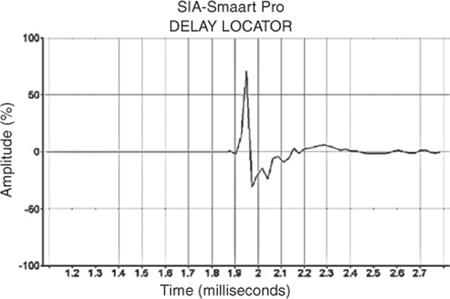 SIA-Smaart Pro
DELAY LOCATOR
Amplitude (%)
100
50
0
-50
-100
1.2 1.3 1.4 1.5 1.6 1.7 1.8 1.9 2 2.1 2.2 2.3 2.4 2.5 2.6 2.7
Time (milliseconds)